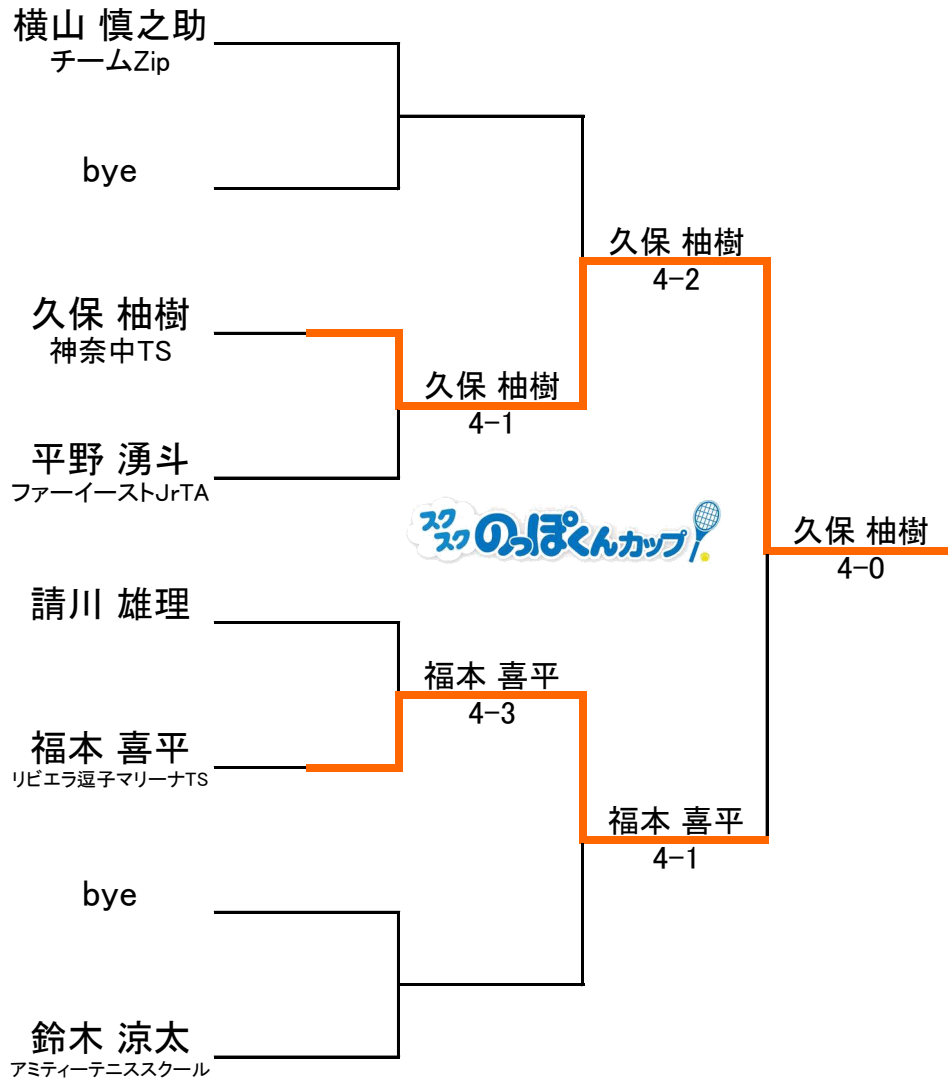 横山 慎之助
チームZip
bye
久保 柚樹
4-2
久保 柚樹
神奈中TS
久保 柚樹
4-1
平野 湧斗
ファーイーストJrTA
スクスク のっぽくんカップ
久保 柚樹
4-0
請川 雄理
福本 喜平
4-3
福本 喜平
リビエラ逗子マリーナTS
福本 喜平
4-1
bye
鈴木 涼太
アミティーテニススクール